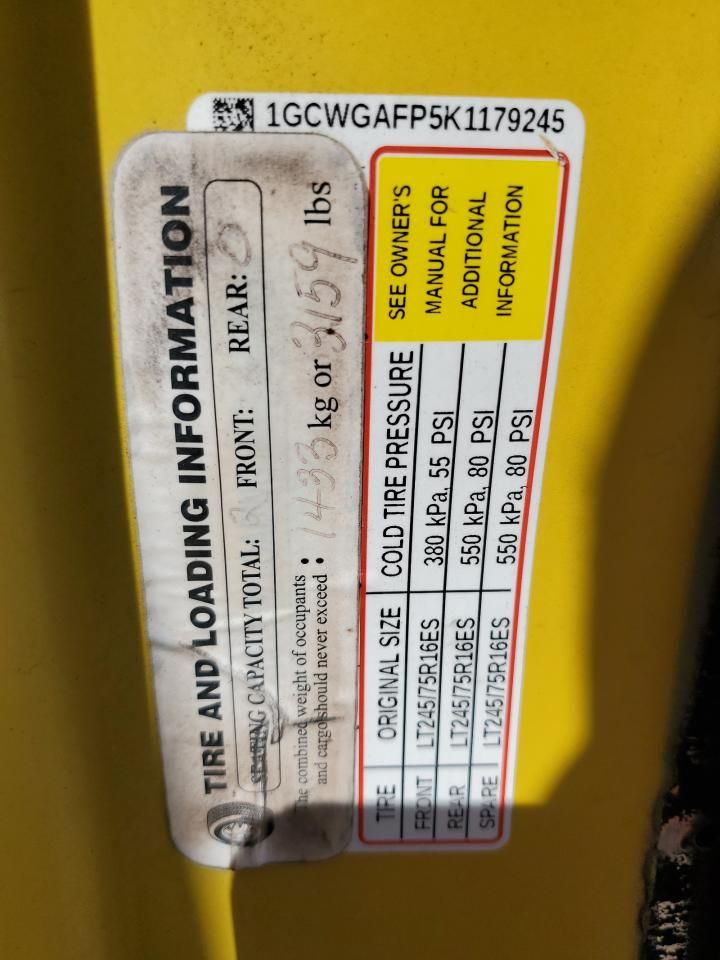 1GCWGAFP5K1179245
TIRE AND LOADING INFORMATION
SEATING CAPACITY TOTAL: 2 FRONT: REAR: 0
The combined weight of occupants
and cargo should never exceed : 1433 kg or 3159 lbs
TIRE ORIGINAL SIZE COLD TIRE PRESSURE
FRONT LT245/75R16ES 380 kPa, 55 PSI
REAR LT245/75R16ES 550 kPa, 80 PSI
SPARE LT245/75R16ES 550 kPa, 80 PSI
SEE OWNER'S
MANUAL FOR
ADDITIONAL
INFORMATION